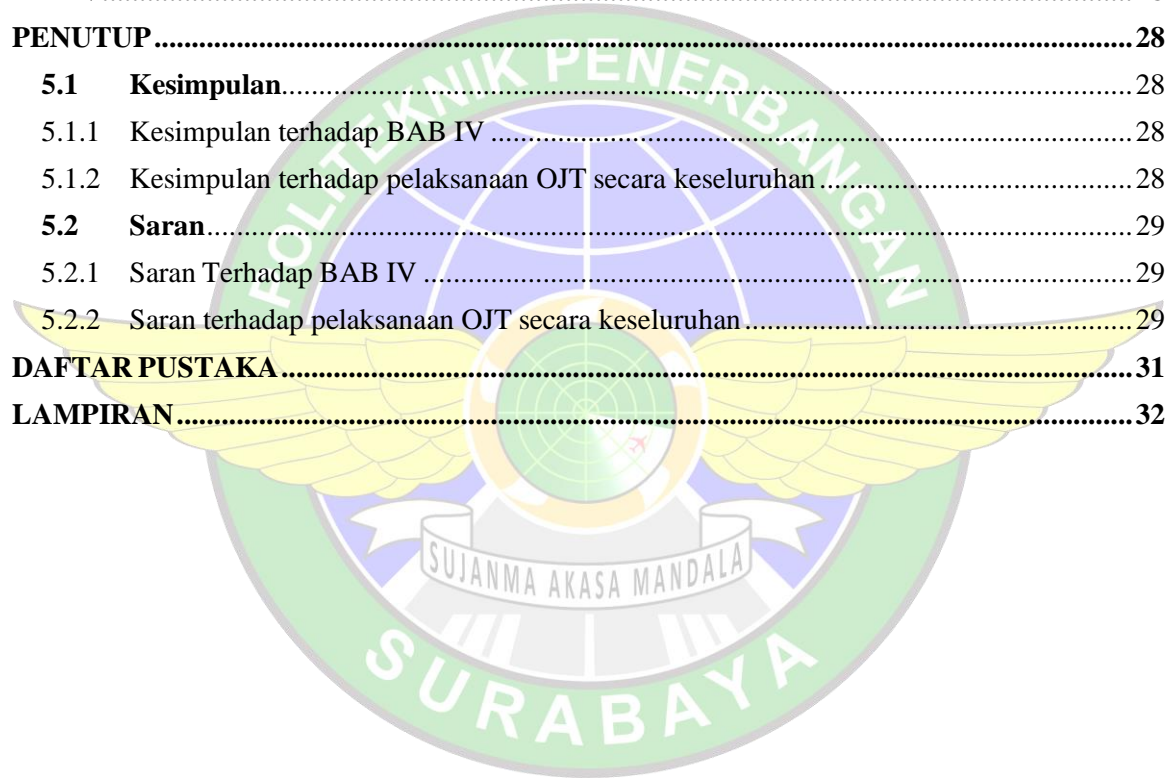 PENUTUP ........ 28
5.1 Kesimpulan ........ 28
5.1.1 Kesimpulan terhadap BAB IV ........ 28
5.1.2 Kesimpulan terhadap pelaksanaan OJT secara keseluruhan ........ 28
5.2 Saran ........ 29
5.2.1 Saran Terhadap BAB IV ........ 29
5.2.2 Saran terhadap pelaksanaan OJT secara keseluruhan ........ 29
DAFTAR PUSTAKA ........ 31
LAMPIRAN ........ 32
POLITEKNIK PENERBANGAN
SUJANMA AKASA MANDALA
SURABAYA